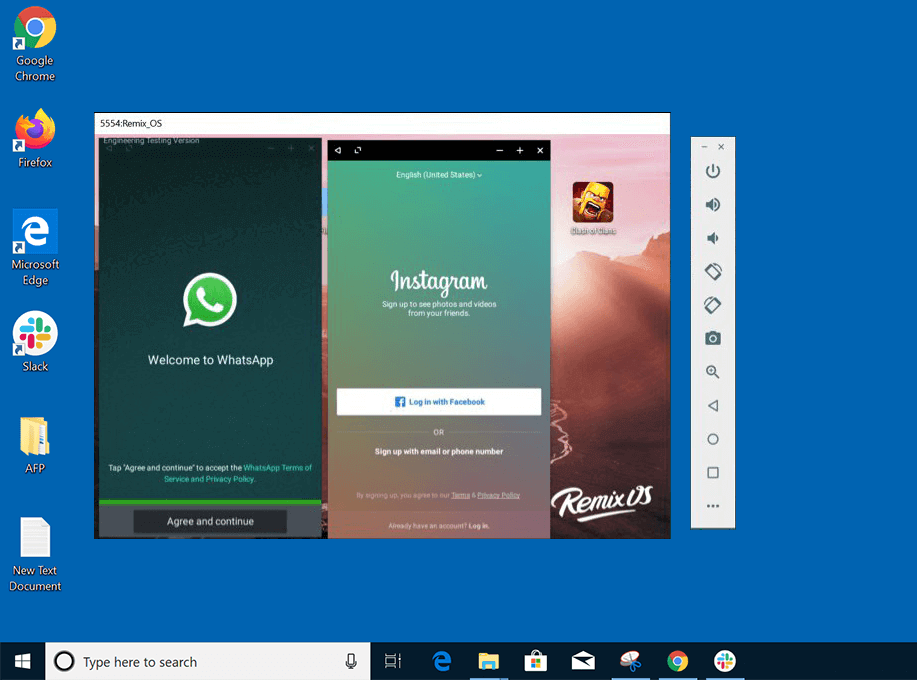 Google
Chrome
Firefox
Microsoft
Edge
Slack
AFP
New Text
Document
5554:Remix_OS
Engineering Testing Version
Welcome to WhatsApp
Tap "Agree and continue" to accept the WhatsApp Terms of
Service and Privacy Policy.
Agree and continue
English (United States)
Instagram
Sign up to see photos and videos
from your friends.
Log in with Facebook
OR
Sign up with email or phone number
By signing up, you agree to our Terms & Privacy Policy
Already have an account? Log in.
Clash of Clans
Remix OS
Type here to search